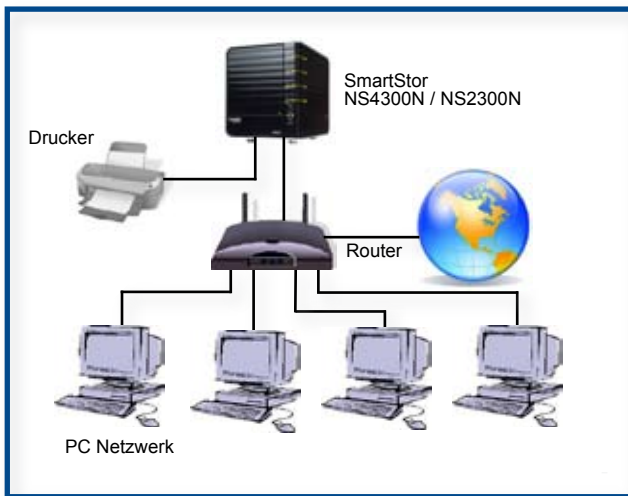 SmartStor
NS4300N / NS2300N
Drucker
Router
PC Netzwerk